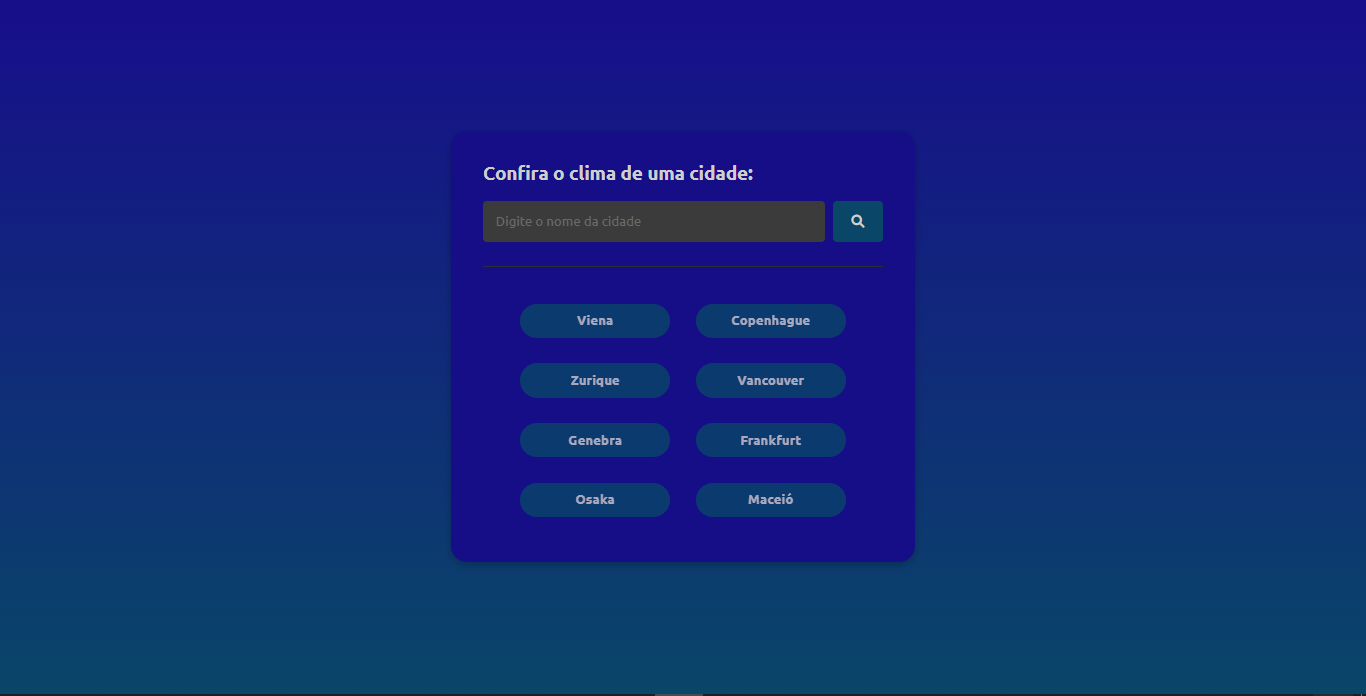 Confira o clima de uma cidade:
Digite o nome da cidade
Viena
Copenhague
Zurique
Vancouver
Genebra
Frankfurt
Osaka
Maceió